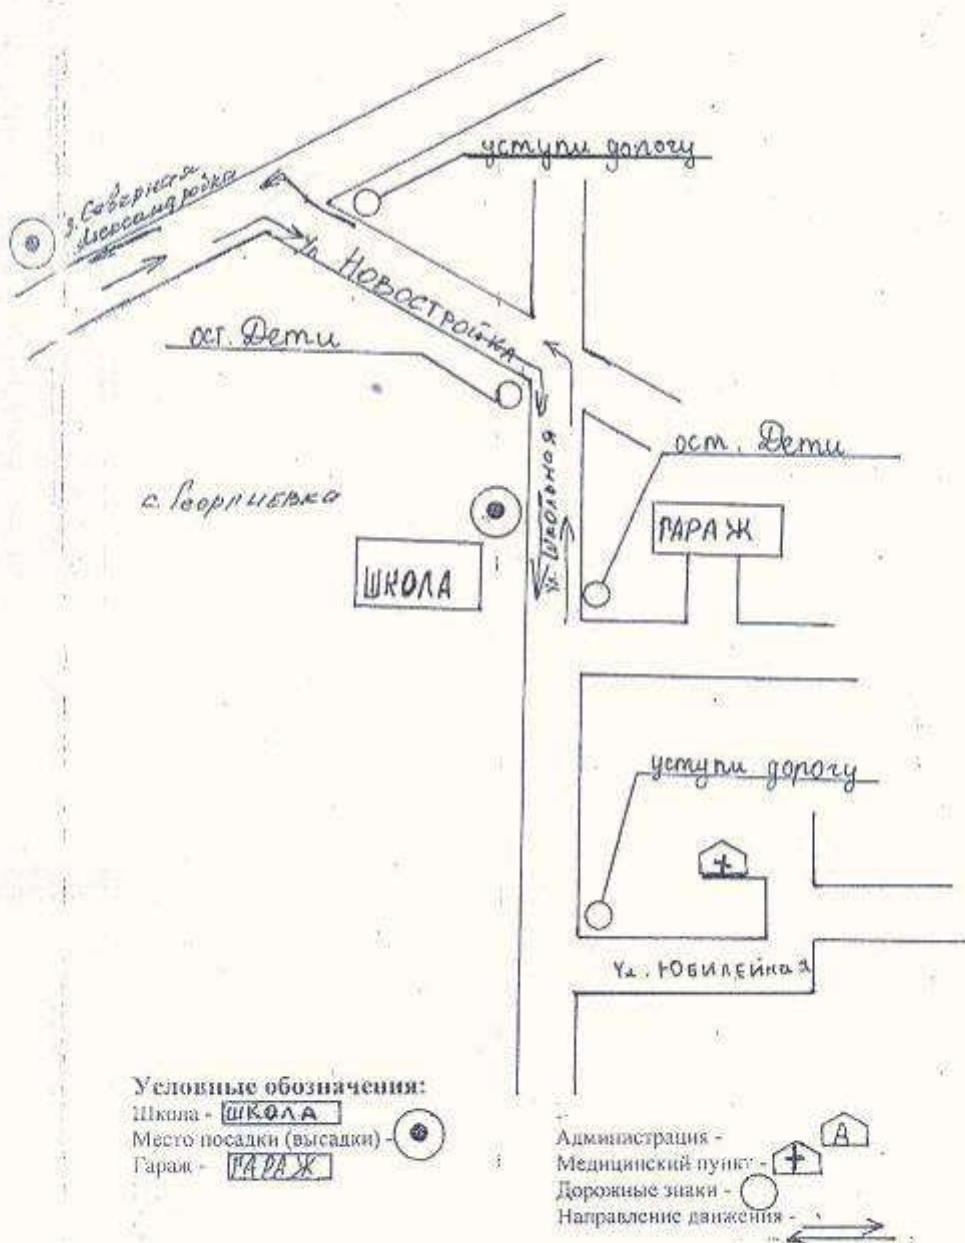 уступи дорогу
з. Северная
Александровка
Ул. НОВОСТРОЙКА
ост. Дети
ост. Дети
с. Георгиевка
Ул. Школьная
ГАРАЖ
ШКОЛА
уступи дорогу
Ул. ЮБИЛЕЙНАЯ
Условные обозначения:
Школа - ШКОЛА
Место посадки (высадки) -
Гараж - ГАРАЖ
Администрация - А
Медицинский пункт -
Дорожные знаки -
Направление движения -